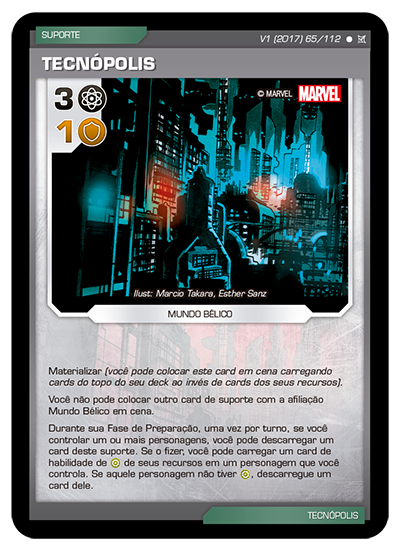 SUPORTE
V1 (2017) 65/112
TECNÓPOLIS
3
1
© MARVEL MARVEL
Ilust: Marcio Takara, Esther Sanz
MUNDO BÉLICO
Materializar (você pode colocar este card em cena carregando
cards do topo do seu deck ao invés de cards dos seus recursos).
Você não pode colocar outro card de suporte com a afiliação
Mundo Bélico em cena.
Durante sua Fase de Preparação, uma vez por turno, se você
controlar um ou mais personagens, você pode descarregar um
card deste suporte. Se o fizer, você pode carregar um card de
habilidade de de seus recursos em um personagem que você
controla. Se aquele personagem não tiver , descarregue um
card dele.
TECNÓPOLIS